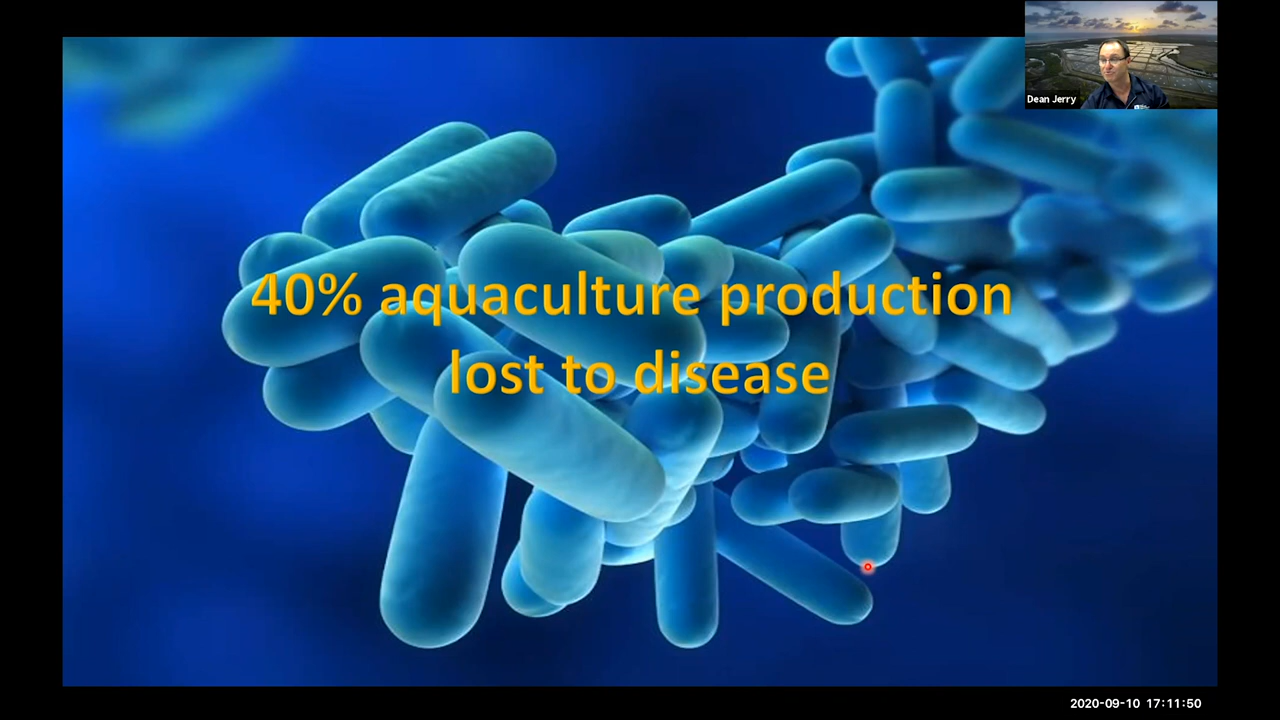 Dean Jerry
40% aquaculture production
lost to disease
2020-09-10 17:11:50